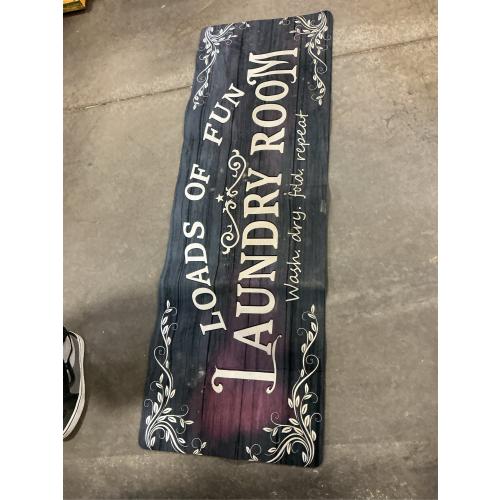 LOADS OF FUN
LAUNDRY ROOM
Wash. dry. fold. repeat